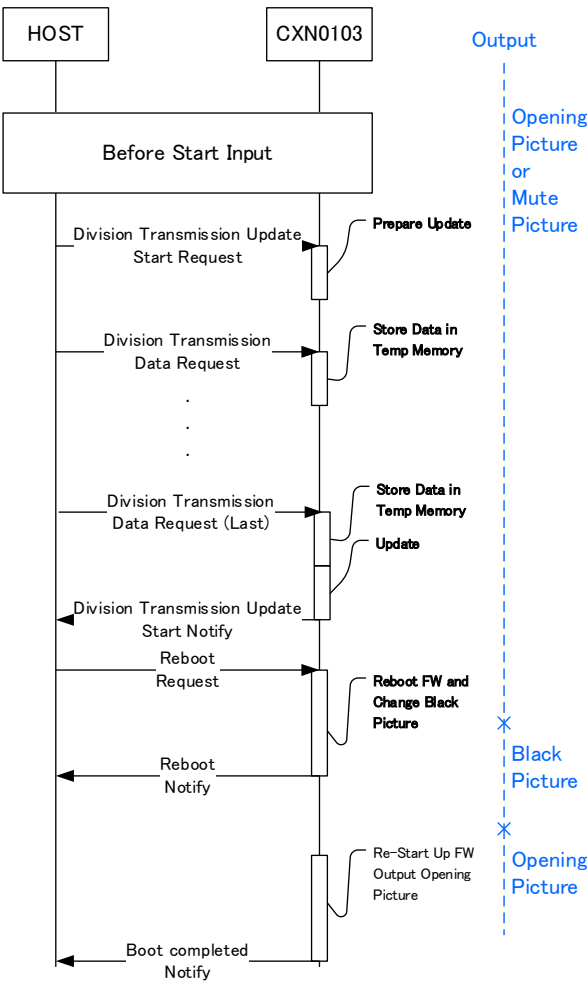 HOST
CXN0103
Output
Opening
Picture
or
Mute
Picture
Before Start Input
Division Transmission Update
Start Request
Prepare Update
Division Transmission
Data Request
Store Data in
Temp Memory
.
.
.
Division Transmission
Data Request (Last)
Store Data in
Temp Memory
Update
Division Transmission Update
Start Notify
Reboot
Request
Reboot FW and
Change Black
Picture
Black
Picture
Reboot
Notify
Re-Start Up FW
Output Opening
Picture
Opening
Picture
Boot completed
Notify